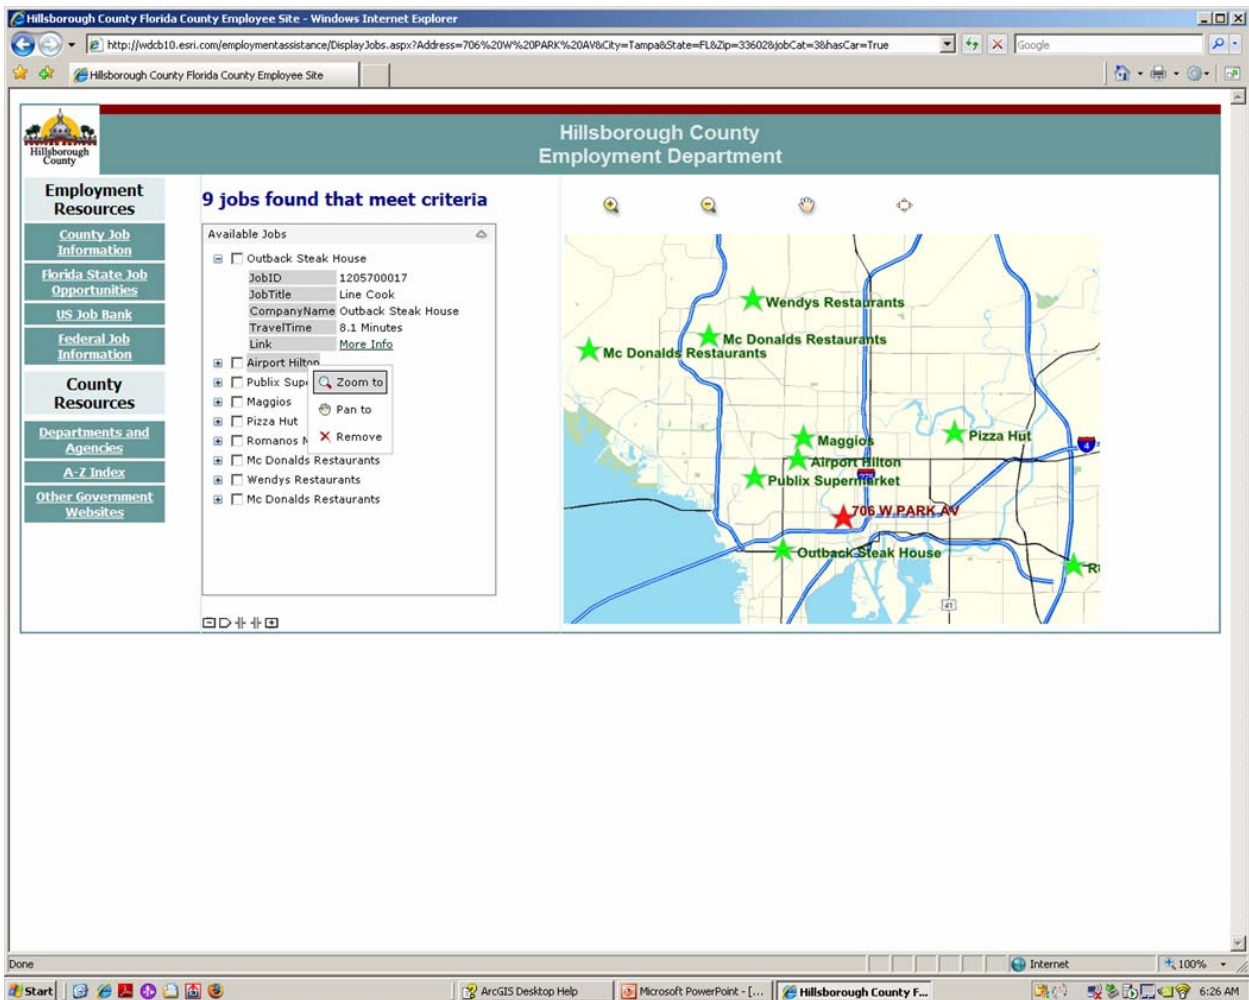 Hillsborough County Florida County Employee Site - Windows Internet Explorer
http://wdcb10.esri.com/employmentassistance/DisplayJobs.aspx?Address=706%20W%20PARK%20AV&City=Tampa&State=FL&Zip=33602&jobCat=3&hasCar=True
Google
Hillsborough County Florida County Employee Site
Hillsborough
County
Hillsborough County
Employment Department
Employment
Resources
County Job
Information
Florida State Job
Opportunities
US Job Bank
Federal Job
Information
County
Resources
Departments and
Agencies
A-Z Index
Other Government
Websites
9 jobs found that meet criteria
Available Jobs
Outback Steak House
JobID 1205700017
JobTitle Line Cook
CompanyName Outback Steak House
TravelTime 8.1 Minutes
Link More Info
Airport Hilton
Publix Supe
Maggios
Pizza Hut
Romanos M
Mc Donalds Restaurants
Wendys Restaurants
Mc Donalds Restaurants
Zoom to
Pan to
Remove
Wendys Restaurants
Mc Donalds Restaurants
Mc Donalds Restaurants
Maggios
Pizza Hut
4
Airport Hilton
Publix Supermarket
706 W PARK AV
Outback Steak House
R
41
Done
Internet
100%
Start
ArcGIS Desktop Help
Microsoft PowerPoint - [...
Hillsborough County F...
6:26 AM